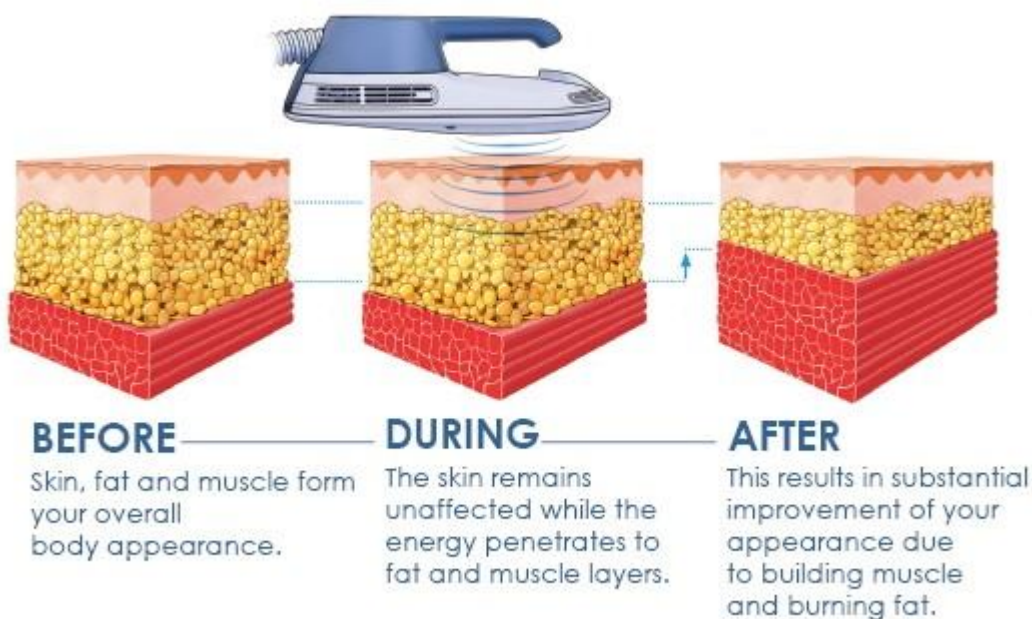 BEFORE
Skin, fat and muscle form
your overall
body appearance.
DURING
The skin remains
unaffected while the
energy penetrates to
fat and muscle layers.
AFTER
This results in substantial
improvement of your
appearance due
to building muscle
and burning fat.